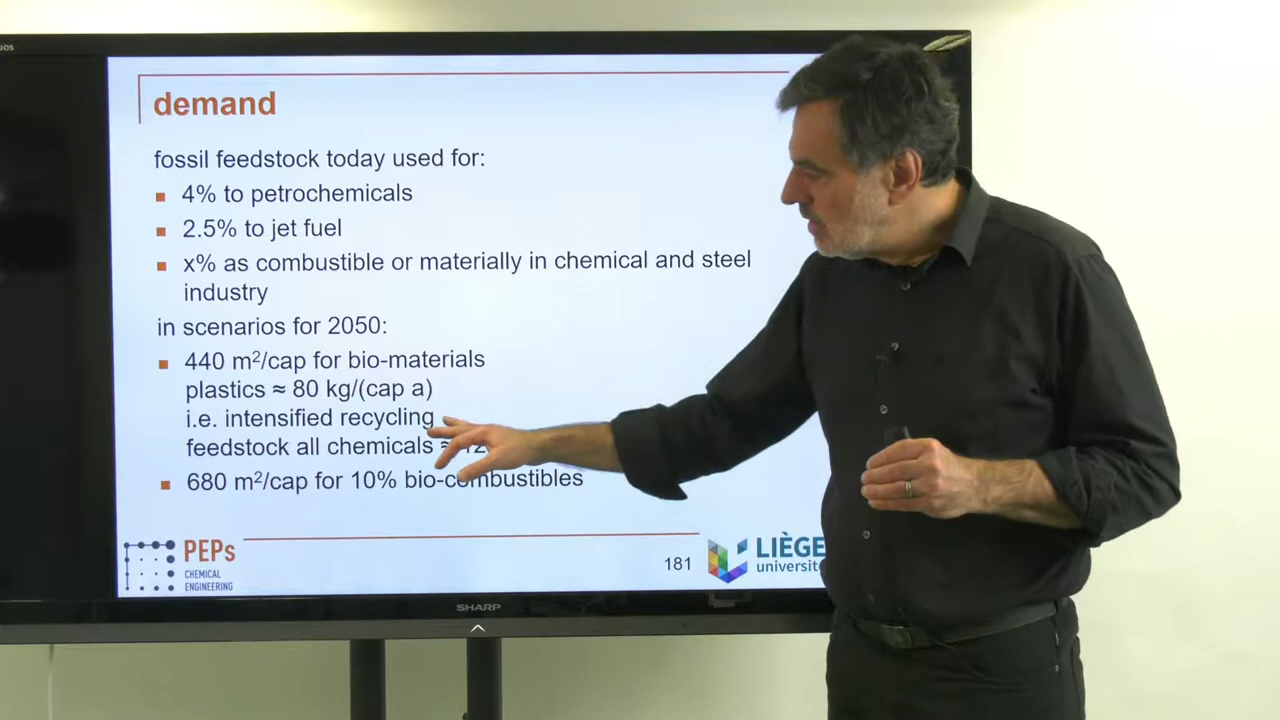 demand
fossil feedstock today used for:
4% to petrochemicals
2.5% to jet fuel
x% as combustible or materially in chemical and steel
industry
in scenarios for 2050:
440 m²/cap for bio-materials
plastics ≈ 80 kg/(cap a)
i.e. intensified recycling
feedstock all chemicals
680 m²/cap for 10% bio-combustibles
PEPs
CHEMICAL
ENGINEERING
181
LIÈGE
université
SHARP